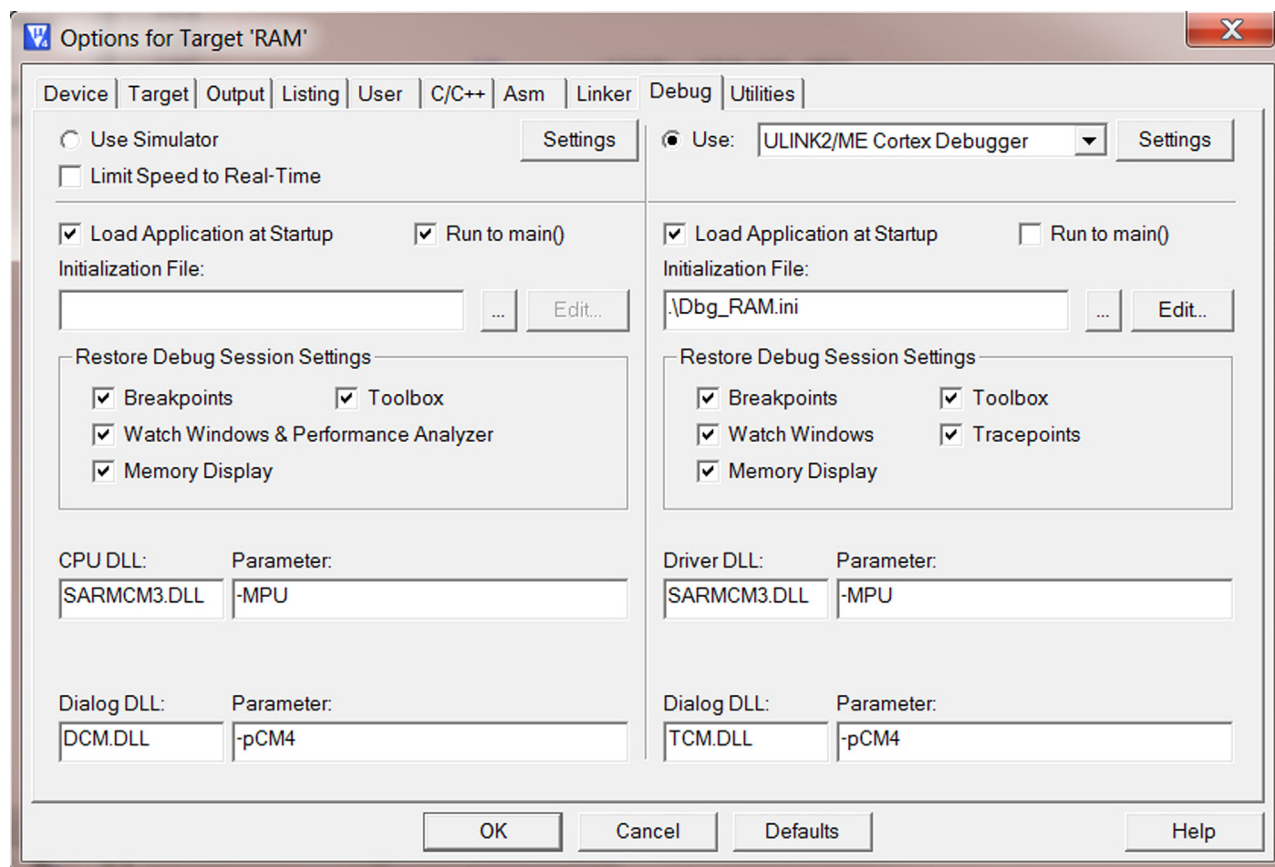 Options for Target 'RAM'
Device Target Output Listing User C/C++ Asm Linker Debug Utilities
Use Simulator Settings Use: ULINK2/ME Cortex Debugger Settings
Limit Speed to Real-Time
Load Application at Startup Run to main() Load Application at Startup Run to main()
Initialization File: Initialization File:
... Edit... .\Dbg_RAM.ini ... Edit...
Restore Debug Session Settings Restore Debug Session Settings
Breakpoints Toolbox Breakpoints Toolbox
Watch Windows & Performance Analyzer Watch Windows Tracepoints
Memory Display Memory Display
CPU DLL: Parameter: Driver DLL: Parameter:
SARMCM3.DLL -MPU SARMCM3.DLL -MPU
Dialog DLL: Parameter: Dialog DLL: Parameter:
DCM.DLL -pCM4 TCM.DLL -pCM4
OK Cancel Defaults Help